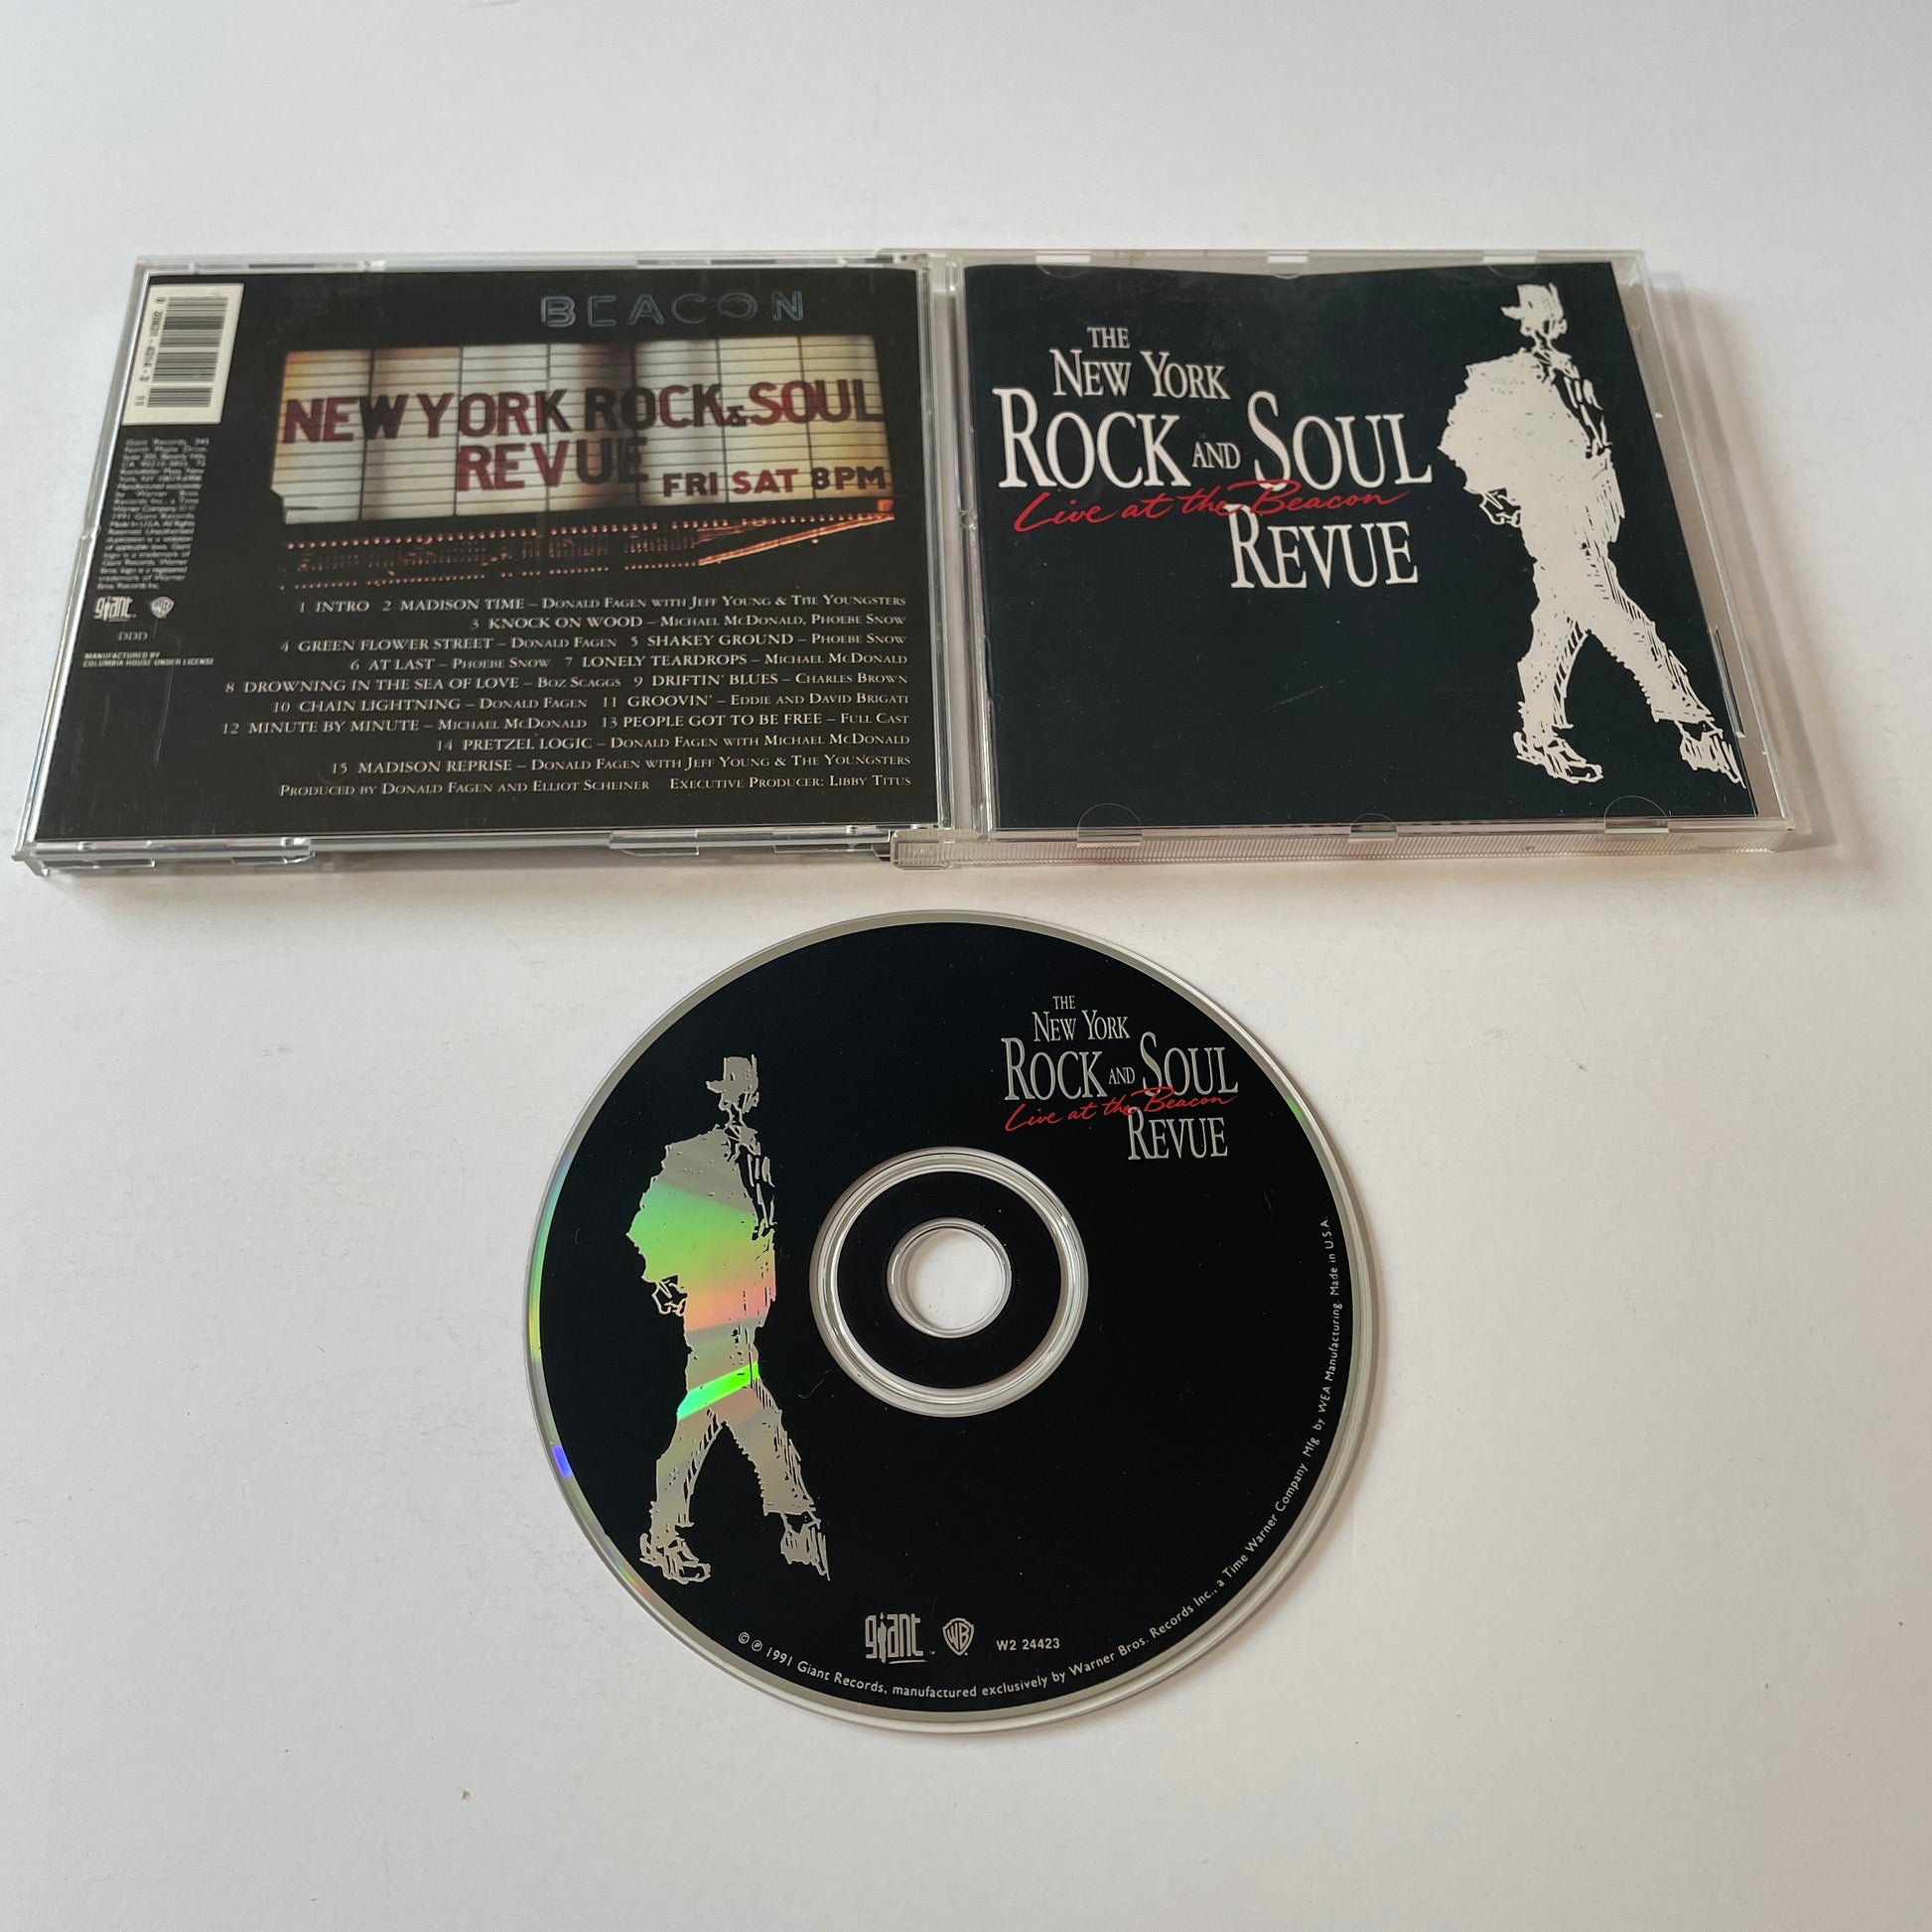 BEACON
NEW YORK ROCK & SOUL
REVUE FRI SAT 8PM
giant WB
DDD
MANUFACTURED BY
COLUMBIA HOUSE UNDER LICENSE
1 INTRO 2 MADISON TIME – DONALD FAGEN WITH JEFF YOUNG & THE YOUNGSTERS
3 KNOCK ON WOOD – MICHAEL MCDONALD, PHOEBE SNOW
4 GREEN FLOWER STREET – DONALD FAGEN 5 SHAKEY GROUND – PHOEBE SNOW
6 AT LAST – PHOEBE SNOW 7 LONELY TEARDROPS – MICHAEL MCDONALD
8 DROWNING IN THE SEA OF LOVE – BOZ SCAGGS 9 DRIFTIN' BLUES – CHARLES BROWN
10 CHAIN LIGHTNING – DONALD FAGEN 11 GROOVIN' – EDDIE AND DAVID BRIGATI
12 MINUTE BY MINUTE – MICHAEL MCDONALD 13 PEOPLE GOT TO BE FREE – FULL CAST
14 PRETZEL LOGIC – DONALD FAGEN WITH MICHAEL MCDONALD
15 MADISON REPRISE – DONALD FAGEN WITH JEFF YOUNG & THE YOUNGSTERS
PRODUCED BY DONALD FAGEN AND ELLIOT SCHEINER EXECUTIVE PRODUCER: LIBBY TITUS
THE
NEW YORK
ROCK AND SOUL
Live at the Beacon
REVUE
THE
NEW YORK
ROCK AND SOUL
Live at the Beacon
REVUE
giant WB W2 24423
© ℗ 1991 Giant Records, manufactured exclusively by Warner Bros. Records Inc., a Time Warner Company Mfg by WEA Manufacturing. Made in U.S.A.